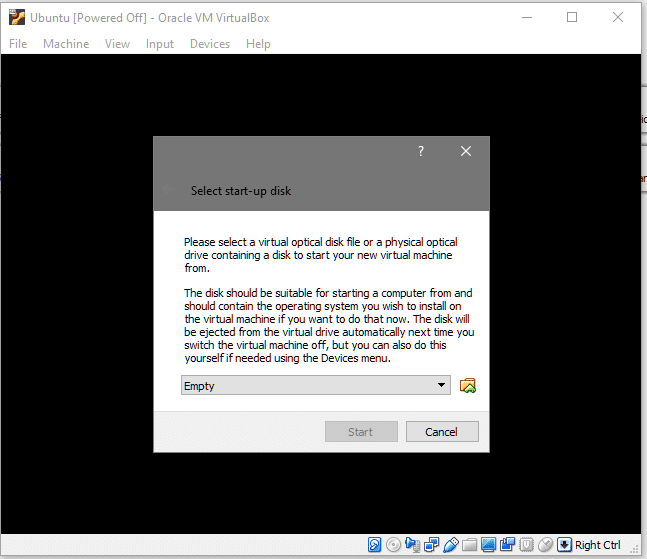 Ubuntu [Powered Off] - Oracle VM VirtualBox
File Machine View Input Devices Help
?
Select start-up disk
Please select a virtual optical disk file or a physical optical
drive containing a disk to start your new virtual machine
from.
The disk should be suitable for starting a computer from and
should contain the operating system you wish to install on
the virtual machine if you want to do that now. The disk will
be ejected from the virtual drive automatically next time you
switch the virtual machine off, but you can also do this
yourself if needed using the Devices menu.
Empty
Start Cancel
Right Ctrl